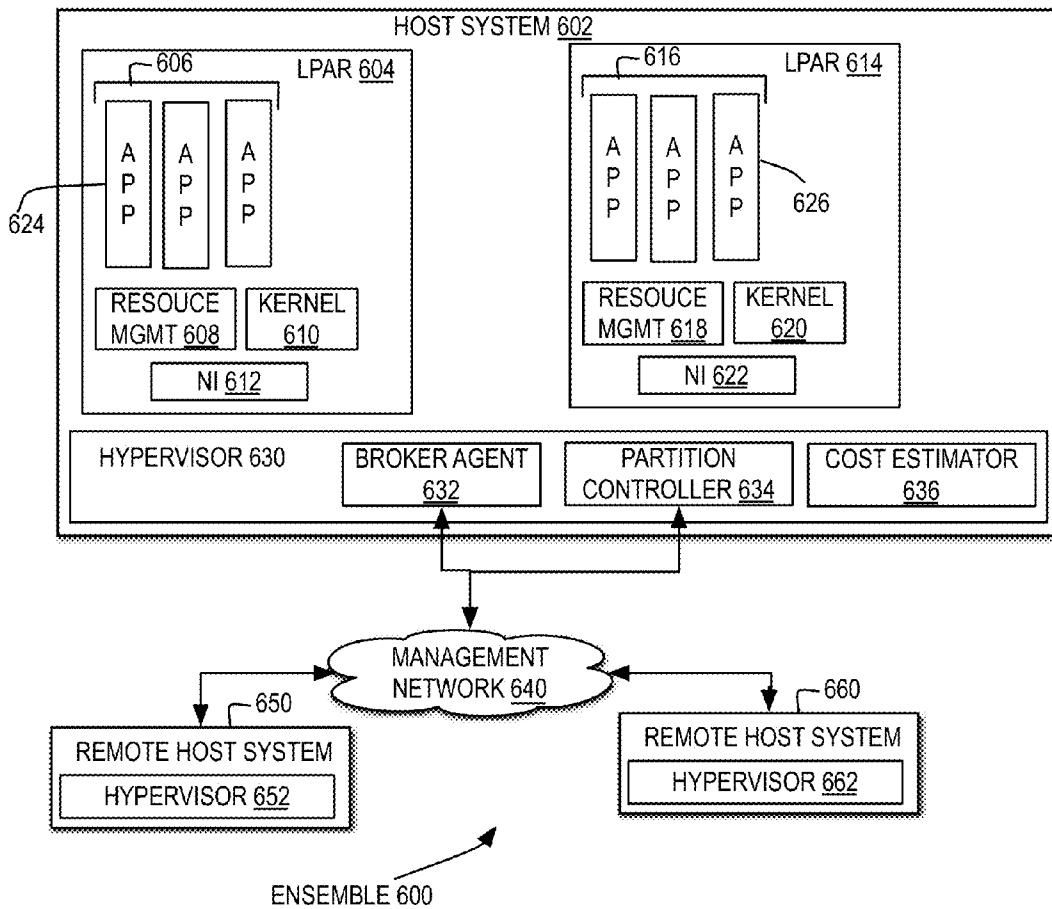 HOST SYSTEM 602
606
LPAR 604
A
P
P
A
P
P
A
P
P
624
RESOUCE
MGMT 608
KERNEL
610
NI 612
616
LPAR 614
A
P
P
A
P
P
A
P
P
626
RESOUCE
MGMT 618
KERNEL
620
NI 622
HYPERVISOR 630
BROKER AGENT
632
PARTITION
CONTROLLER 634
COST ESTIMATOR
636
MANAGEMENT
NETWORK 640
650
REMOTE HOST SYSTEM
HYPERVISOR 652
660
REMOTE HOST SYSTEM
HYPERVISOR 662
ENSEMBLE 600